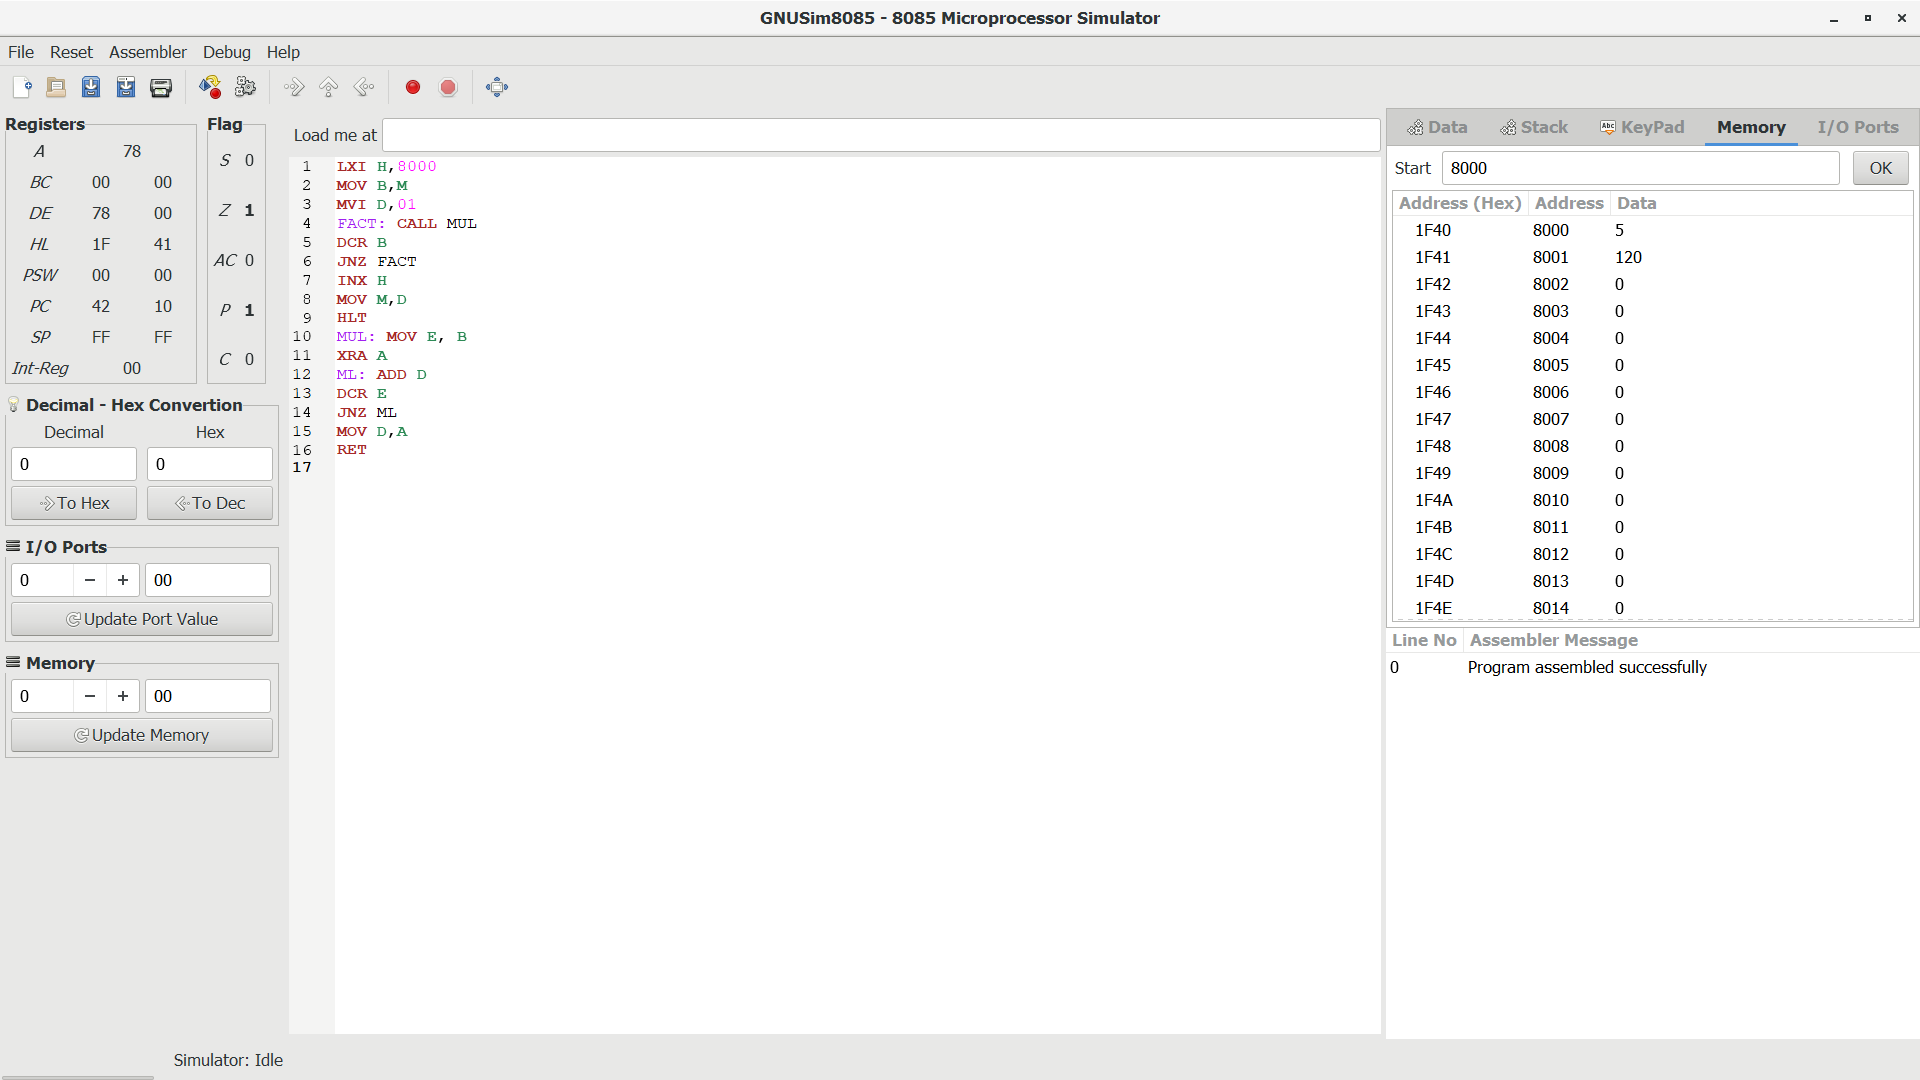 GNUSim8085 - 8085 Microprocessor Simulator
File Reset Assembler Debug Help
Registers
A 78
BC 00 00
DE 78 00
HL 1F 41
PSW 00 00
PC 42 10
SP FF FF
Int-Reg 00
Flag
S 0
Z 1
AC 0
P 1
C 0
Decimal - Hex Convertion
Decimal Hex
0 0
To Hex To Dec
I/O Ports
0 − + 00
Update Port Value
Memory
0 − + 00
Update Memory
Load me at
1 LXI H,8000
2 MOV B,M
3 MVI D,01
4 FACT: CALL MUL
5 DCR B
6 JNZ FACT
7 INX H
8 MOV M,D
9 HLT
10 MUL: MOV E, B
11 XRA A
12 ML: ADD D
13 DCR E
14 JNZ ML
15 MOV D,A
16 RET
17
Data Stack Abc KeyPad Memory I/O Ports
Start 8000 OK
Address (Hex) Address Data
1F40 8000 5
1F41 8001 120
1F42 8002 0
1F43 8003 0
1F44 8004 0
1F45 8005 0
1F46 8006 0
1F47 8007 0
1F48 8008 0
1F49 8009 0
1F4A 8010 0
1F4B 8011 0
1F4C 8012 0
1F4D 8013 0
1F4E 8014 0
Line No Assembler Message
0 Program assembled successfully
Simulator: Idle